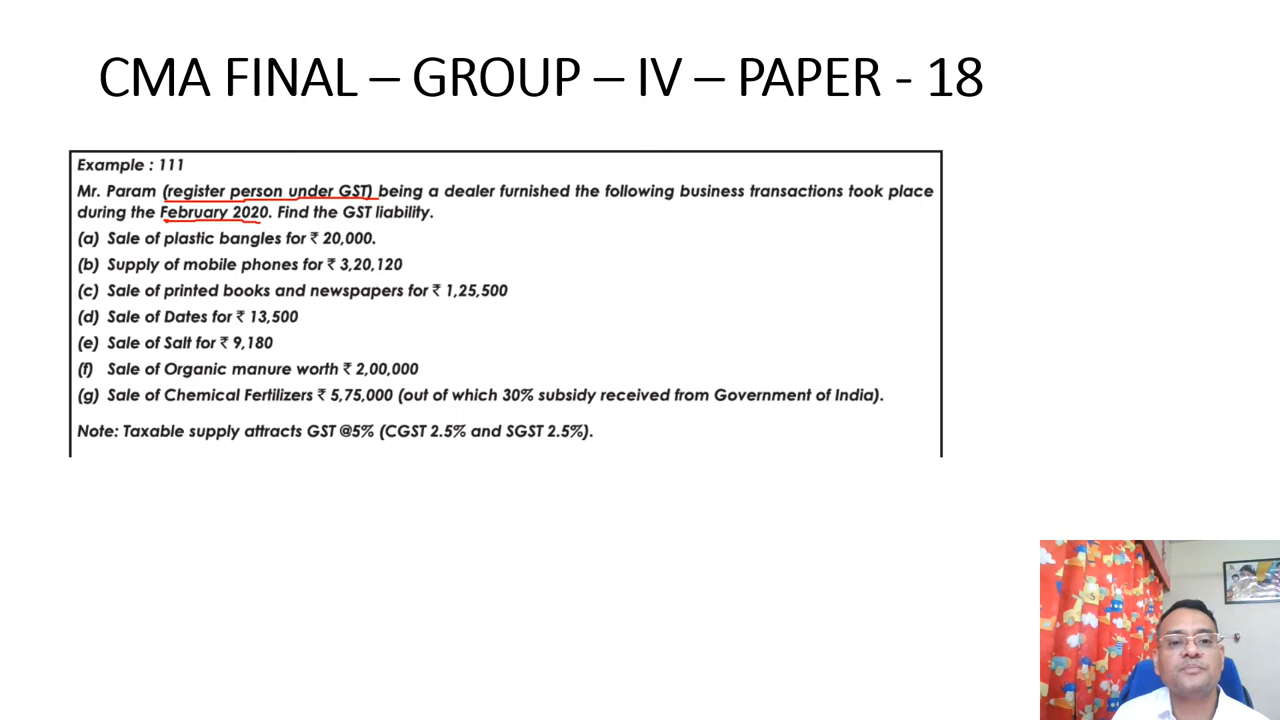 CMA FINAL – GROUP – IV – PAPER - 18
Example : 111
Mr. Param (register person under GST) being a dealer furnished the following business transactions took place
during the February 2020. Find the GST liability.
(a) Sale of plastic bangles for ₹ 20,000.
(b) Supply of mobile phones for ₹ 3,20,120
(c) Sale of printed books and newspapers for ₹ 1,25,500
(d) Sale of Dates for ₹ 13,500
(e) Sale of Salt for ₹ 9,180
(f) Sale of Organic manure worth ₹ 2,00,000
(g) Sale of Chemical Fertilizers ₹ 5,75,000 (out of which 30% subsidy received from Government of India).
Note: Taxable supply attracts GST @5% (CGST 2.5% and SGST 2.5%).